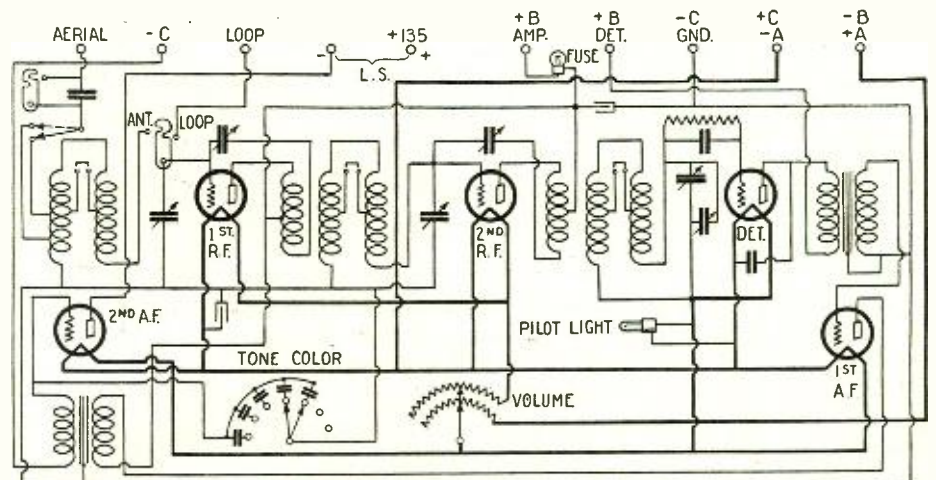 AERIAL
- C
LOOP
-
L.S.
+135
+
+ B
AMP.
FUSE
+ B
DET.
- C
GND.
+ C
- A
- B
+ A
ANT.
LOOP
1ST.
R.F.
2ND
R.F.
DET.
2ND A.F.
PILOT LIGHT
TONE COLOR
VOLUME
1ST
A F